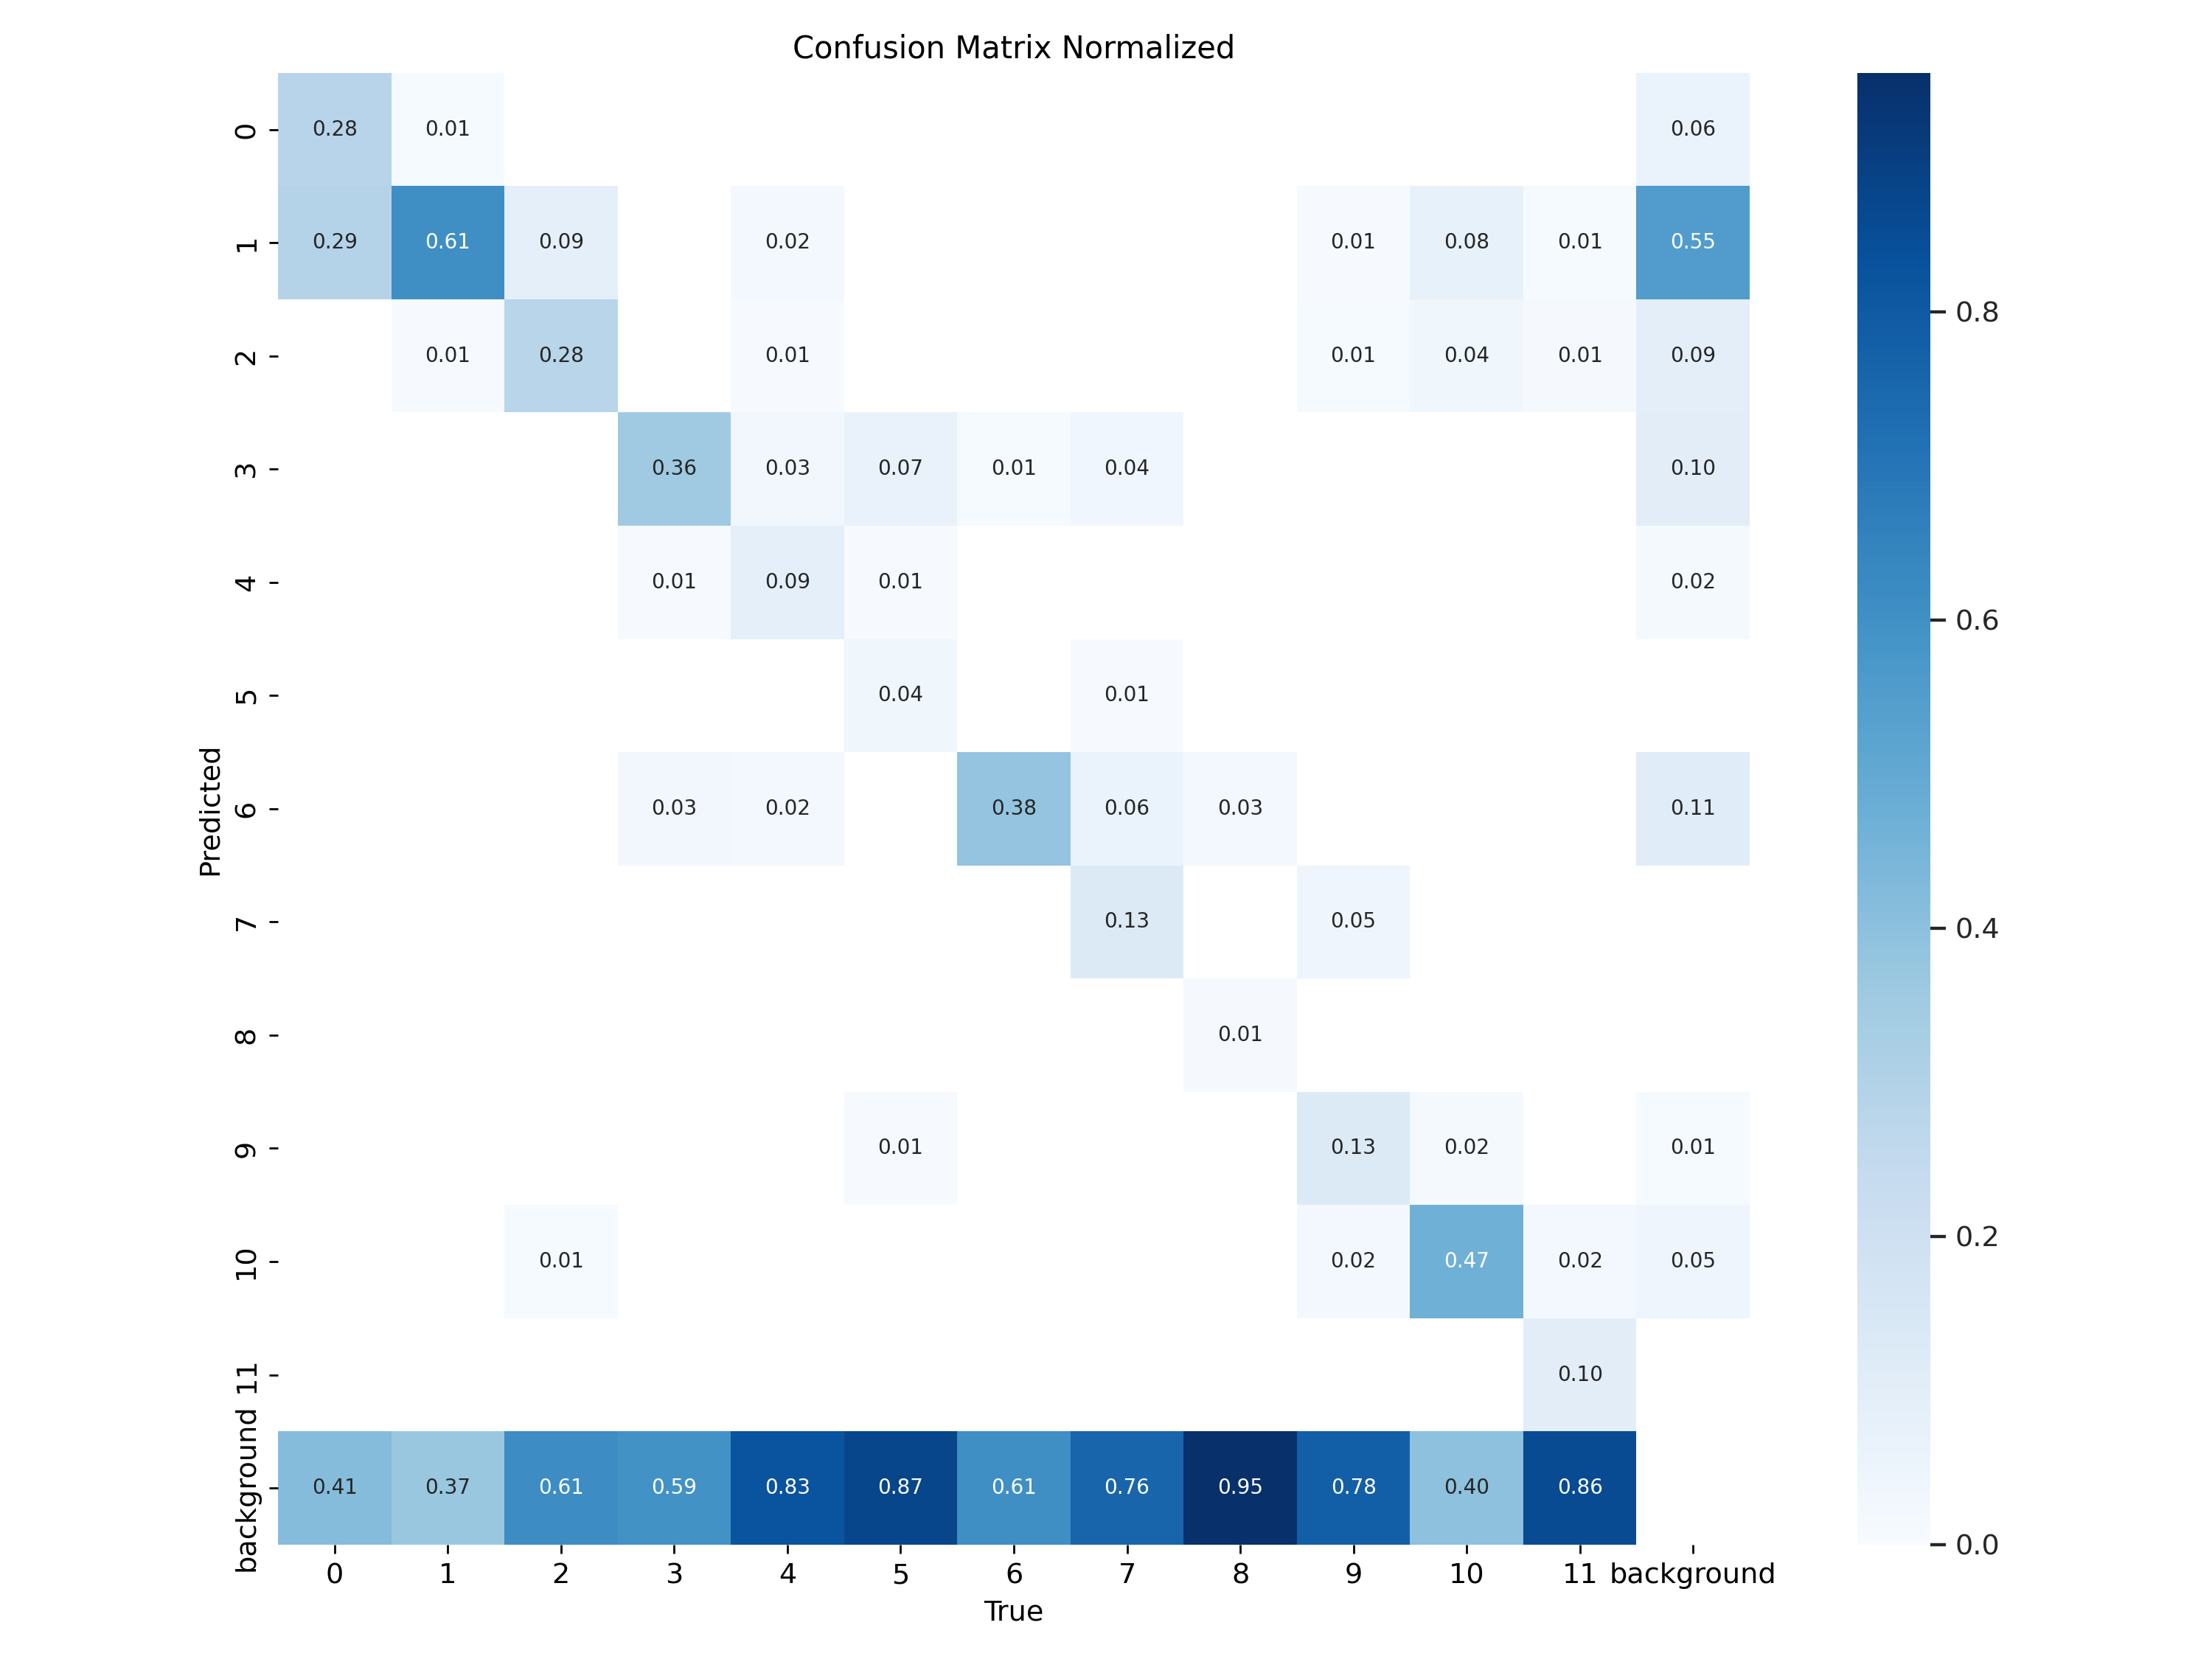 Confusion Matrix Normalized
0 0.28 0.01 0.06
1 0.29 0.61 0.09 0.02 0.01 0.08 0.01 0.55
2 0.01 0.28 0.01 0.01 0.04 0.01 0.09
3 0.36 0.03 0.07 0.01 0.04 0.10
4 0.01 0.09 0.01 0.02
5 0.04 0.01
6 0.03 0.02 0.38 0.06 0.03 0.11
7 0.13 0.05
8 0.01
9 0.01 0.13 0.02 0.01
10 0.01 0.02 0.47 0.02 0.05
11 0.10
background 0.41 0.37 0.61 0.59 0.83 0.87 0.61 0.76 0.95 0.78 0.40 0.86
0 1 2 3 4 5 6 7 8 9 10 11 background
True
Predicted
0.8
0.6
0.4
0.2
0.0